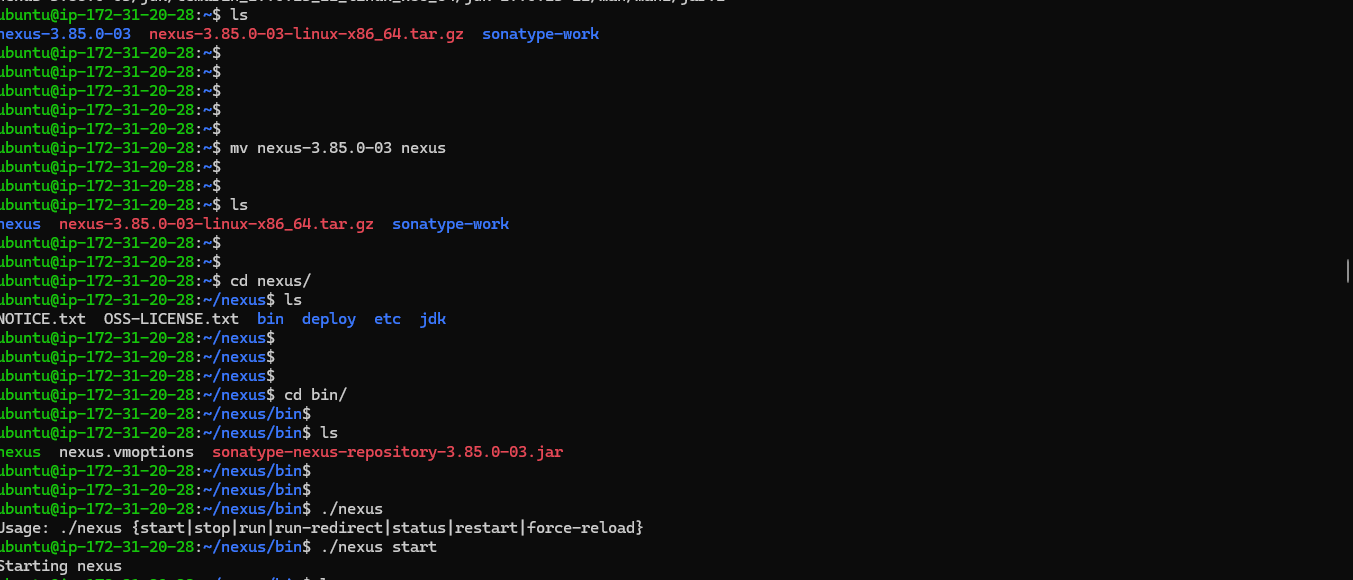 ubuntu@ip-172-31-20-28:~$ ls
nexus-3.85.0-03  nexus-3.85.0-03-linux-x86_64.tar.gz  sonatype-work
ubuntu@ip-172-31-20-28:~$
ubuntu@ip-172-31-20-28:~$
ubuntu@ip-172-31-20-28:~$
ubuntu@ip-172-31-20-28:~$
ubuntu@ip-172-31-20-28:~$
ubuntu@ip-172-31-20-28:~$ mv nexus-3.85.0-03 nexus
ubuntu@ip-172-31-20-28:~$
ubuntu@ip-172-31-20-28:~$
ubuntu@ip-172-31-20-28:~$ ls
nexus  nexus-3.85.0-03-linux-x86_64.tar.gz  sonatype-work
ubuntu@ip-172-31-20-28:~$
ubuntu@ip-172-31-20-28:~$
ubuntu@ip-172-31-20-28:~$ cd nexus/
ubuntu@ip-172-31-20-28:~/nexus$ ls
NOTICE.txt  OSS-LICENSE.txt  bin  deploy  etc  jdk
ubuntu@ip-172-31-20-28:~/nexus$
ubuntu@ip-172-31-20-28:~/nexus$
ubuntu@ip-172-31-20-28:~/nexus$
ubuntu@ip-172-31-20-28:~/nexus$ cd bin/
ubuntu@ip-172-31-20-28:~/nexus/bin$
ubuntu@ip-172-31-20-28:~/nexus/bin$ ls
nexus  nexus.vmoptions  sonatype-nexus-repository-3.85.0-03.jar
ubuntu@ip-172-31-20-28:~/nexus/bin$
ubuntu@ip-172-31-20-28:~/nexus/bin$
ubuntu@ip-172-31-20-28:~/nexus/bin$ ./nexus
Usage: ./nexus {start|stop|run|run-redirect|status|restart|force-reload}
ubuntu@ip-172-31-20-28:~/nexus/bin$ ./nexus start
Starting nexus